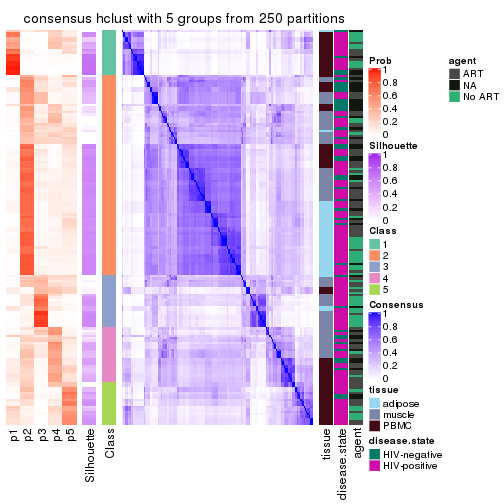 consensus hclust with 5 groups from 250 partitions
p1
p2
p3
p4
p5
Silhouette
Class
tissue
disease.state
agent
Prob
1
0.8
0.6
0.4
0.2
0
Silhouette
1
0.8
0.6
0.4
0.2
0
Class
1
2
3
4
5
Consensus
1
0.8
0.6
0.4
0.2
0
tissue
adipose
muscle
PBMC
disease.state
HIV-negative
HIV-positive
agent
ART
NA
No ART